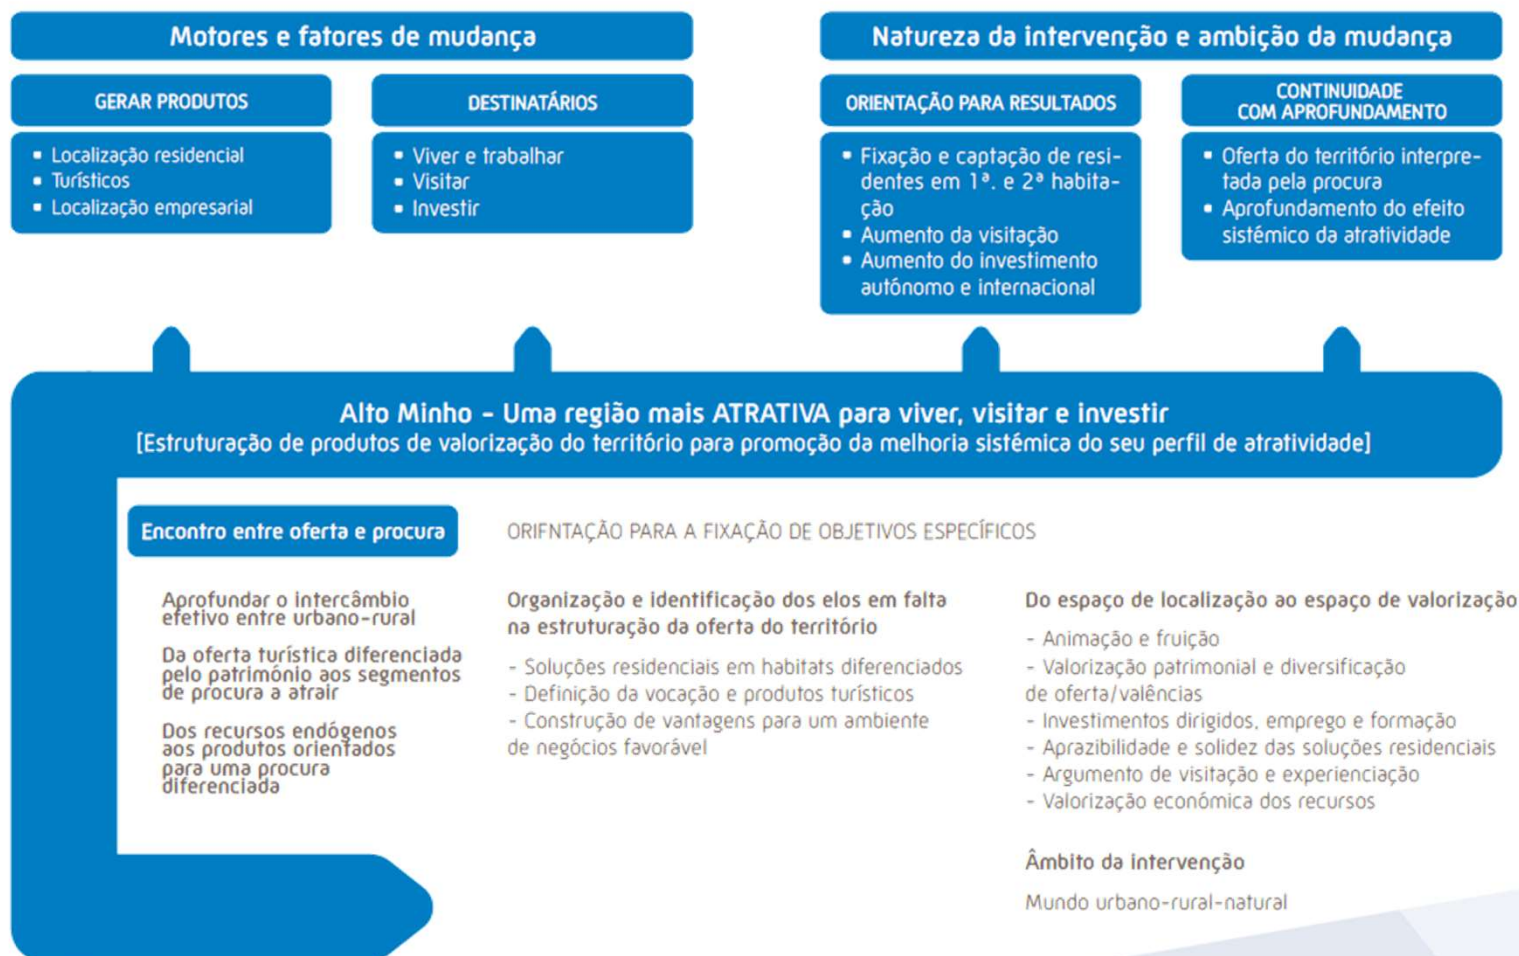 Motores e fatores de mudança
GERAR PRODUTOS
▪ Localização residencial
▪ Turísticos
▪ Localização empresarial
DESTINATÁRIOS
▪ Viver e trabalhar
▪ Visitar
▪ Investir
Natureza da intervenção e ambição da mudança
ORIENTAÇÃO PARA RESULTADOS
▪ Fixação e captação de resi-
dentes em 1ª. e 2ª habita-
ção
▪ Aumento da visitação
▪ Aumento do investimento
autónomo e internacional
CONTINUIDADE
COM APROFUNDAMENTO
▪ Oferta do território interpre-
tada pela procura
▪ Aprofundamento do efeito
sistémico da atratividade
Alto Minho - Uma região mais ATRATIVA para viver, visitar e investir
[Estruturação de produtos de valorização do território para promoção da melhoria sistémica do seu perfil de atratividade]
Encontro entre oferta e procura
Aprofundar o intercâmbio
efetivo entre urbano-rural
Da oferta turística diferenciada
pelo património aos segmentos
de procura a atrair
Dos recursos endógenos
aos produtos orientados
para uma procura
diferenciada
ORIFNTAÇÃO PARA A FIXAÇÃO DE OBJETIVOS ESPECÍFICOS
Organização e identificação dos elos em falta
na estruturação da oferta do território
- Soluções residenciais em habitats diferenciados
- Definição da vocação e produtos turísticos
- Construção de vantagens para um ambiente
de negócios favorável
Do espaço de localização ao espaço de valorização
- Animação e fruição
- Valorização patrimonial e diversificação
de oferta/valências
- Investimentos dirigidos, emprego e formação
- Aprazibilidade e solidez das soluções residenciais
- Argumento de visitação e experienciação
- Valorização económica dos recursos
Âmbito da intervenção
Mundo urbano-rural-natural